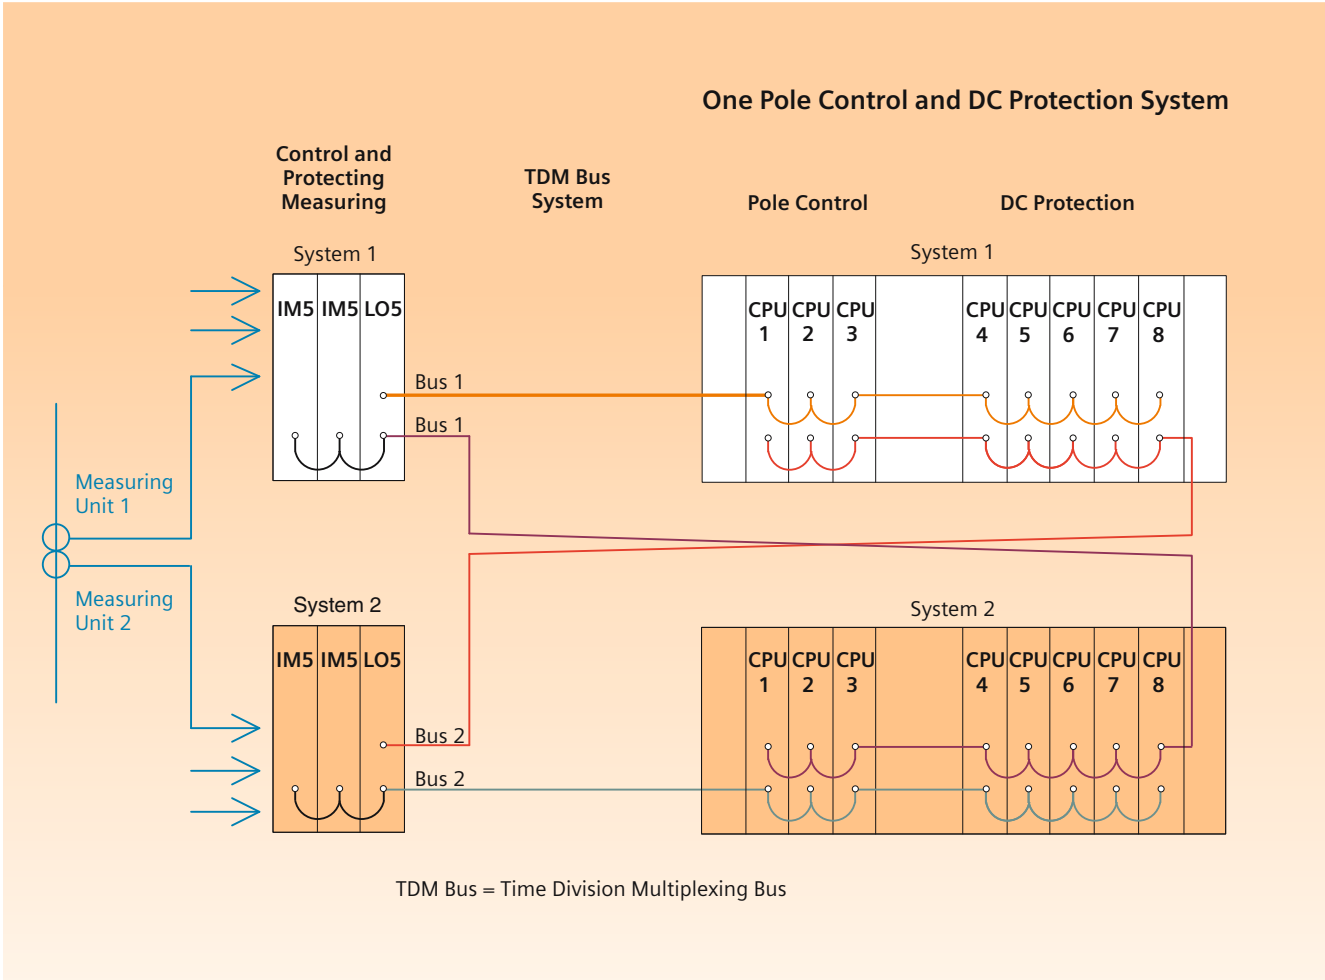 One Pole Control and DC Protection System
Control and
Protecting
Measuring
TDM Bus
System
Pole Control
DC Protection
System 1
IM5 IM5 LO5
Bus 1
Bus 1
System 1
CPU CPU CPU CPU CPU CPU CPU CPU
1 2 3 4 5 6 7 8
Measuring
Unit 1
Measuring
Unit 2
System 2
IM5 IM5 LO5
Bus 2
Bus 2
System 2
CPU CPU CPU CPU CPU CPU CPU CPU
1 2 3 4 5 6 7 8
TDM Bus = Time Division Multiplexing Bus